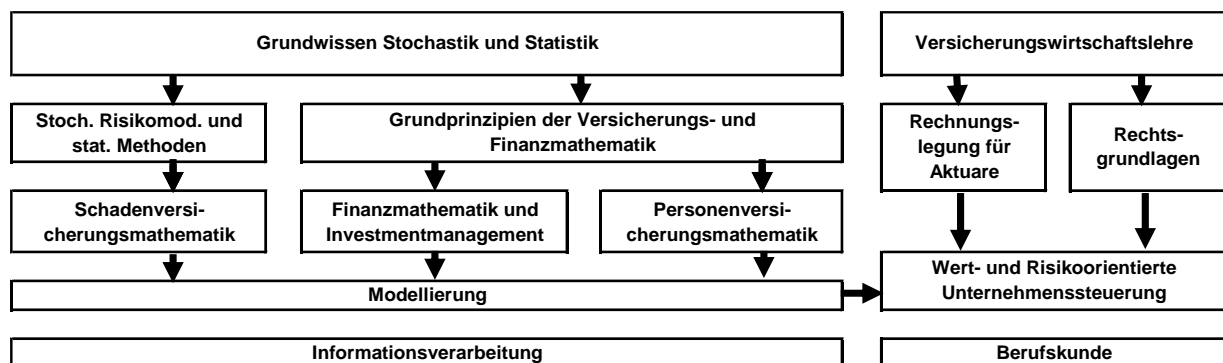 Grundwissen Stochastik und Statistik
Versicherungswirtschaftslehre
Stoch. Risikomod. und
stat. Methoden
Grundprinzipien der Versicherungs- und
Finanzmathematik
Rechnungs-
legung für
Aktuare
Rechts-
grundlagen
Schadenversi-
cherungsmathematik
Finanzmathematik und
Investmentmanagement
Personenversi-
cherungsmathematik
Wert- und Risikoorientierte
Unternehmenssteuerung
Modellierung
Informationsverarbeitung
Berufskunde